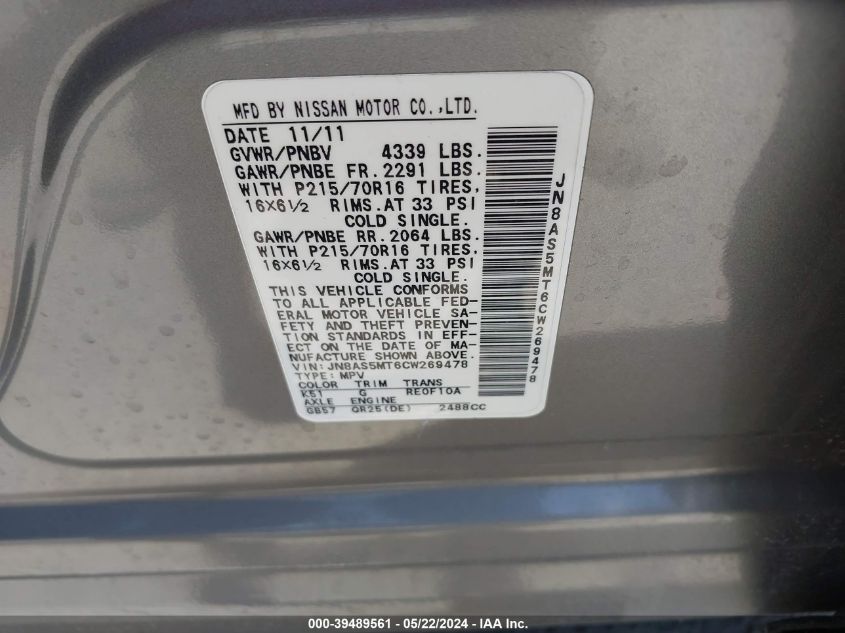 MFD BY NISSAN MOTOR CO.,LTD.
DATE 11/11
GVWR/PNBV 4339 LBS.
GAWR/PNBE FR.2291 LBS.
WITH P215/70R16 TIRES,
16X6½ RIMS.AT 33 PSI
COLD SINGLE.
GAWR/PNBE RR.2064 LBS.
WITH P215/70R16 TIRES,
16X6½ RIMS.AT 33 PSI
COLD SINGLE.
THIS VEHICLE CONFORMS
TO ALL APPLICABLE FED-
ERAL MOTOR VEHICLE SA-
FETY AND THEFT PREVEN-
TION STANDARDS IN EFF-
ECT ON THE DATE OF MA-
NUFACTURE SHOWN ABOVE.
VIN: JN8AS5MT6CW269478
TYPE: MPV
COLOR TRIM TRANS
K51 G RE0F10A
AXLE ENGINE
GB57 QR25(DE) 2488CC
JN8AS5MT6CW269478
000-39489561 - 05/22/2024 - IAA Inc.